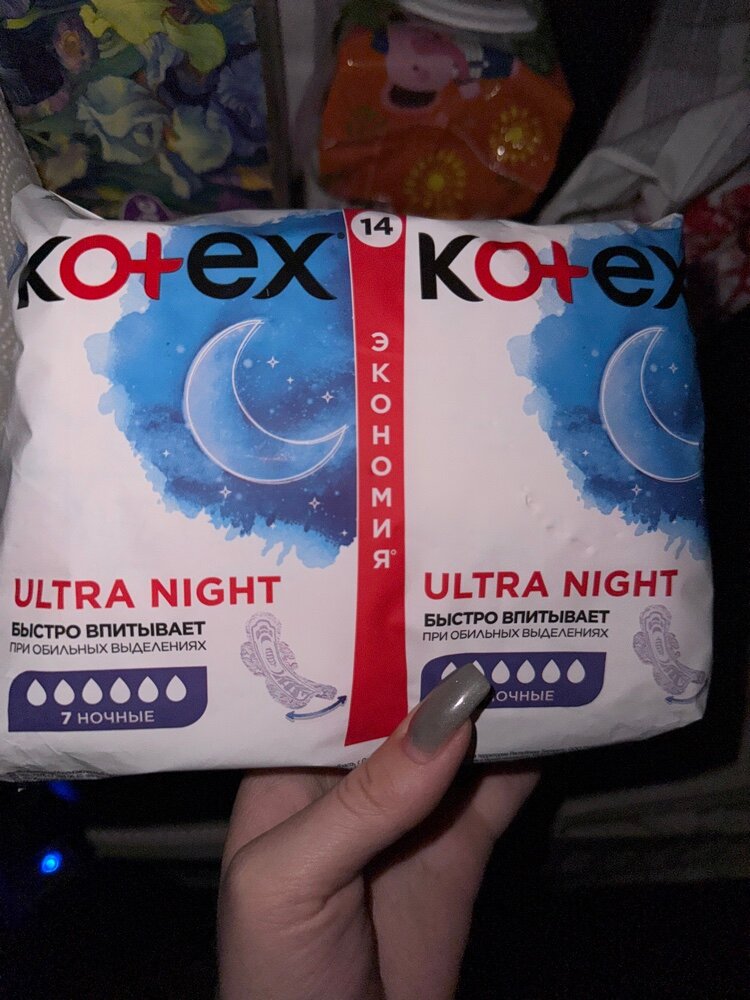 Kotex
ULTRA NIGHT
БЫСТРО ВПИТЫВАЕТ
ПРИ ОБИЛЬНЫХ ВЫДЕЛЕНИЯХ
7 НОЧНЫЕ
14
ЭКОНОМИЯ
Kotex
ULTRA NIGHT
БЫСТРО ВПИТЫВАЕТ
ПРИ ОБИЛЬНЫХ ВЫДЕЛЕНИЯХ
НОЧНЫЕ